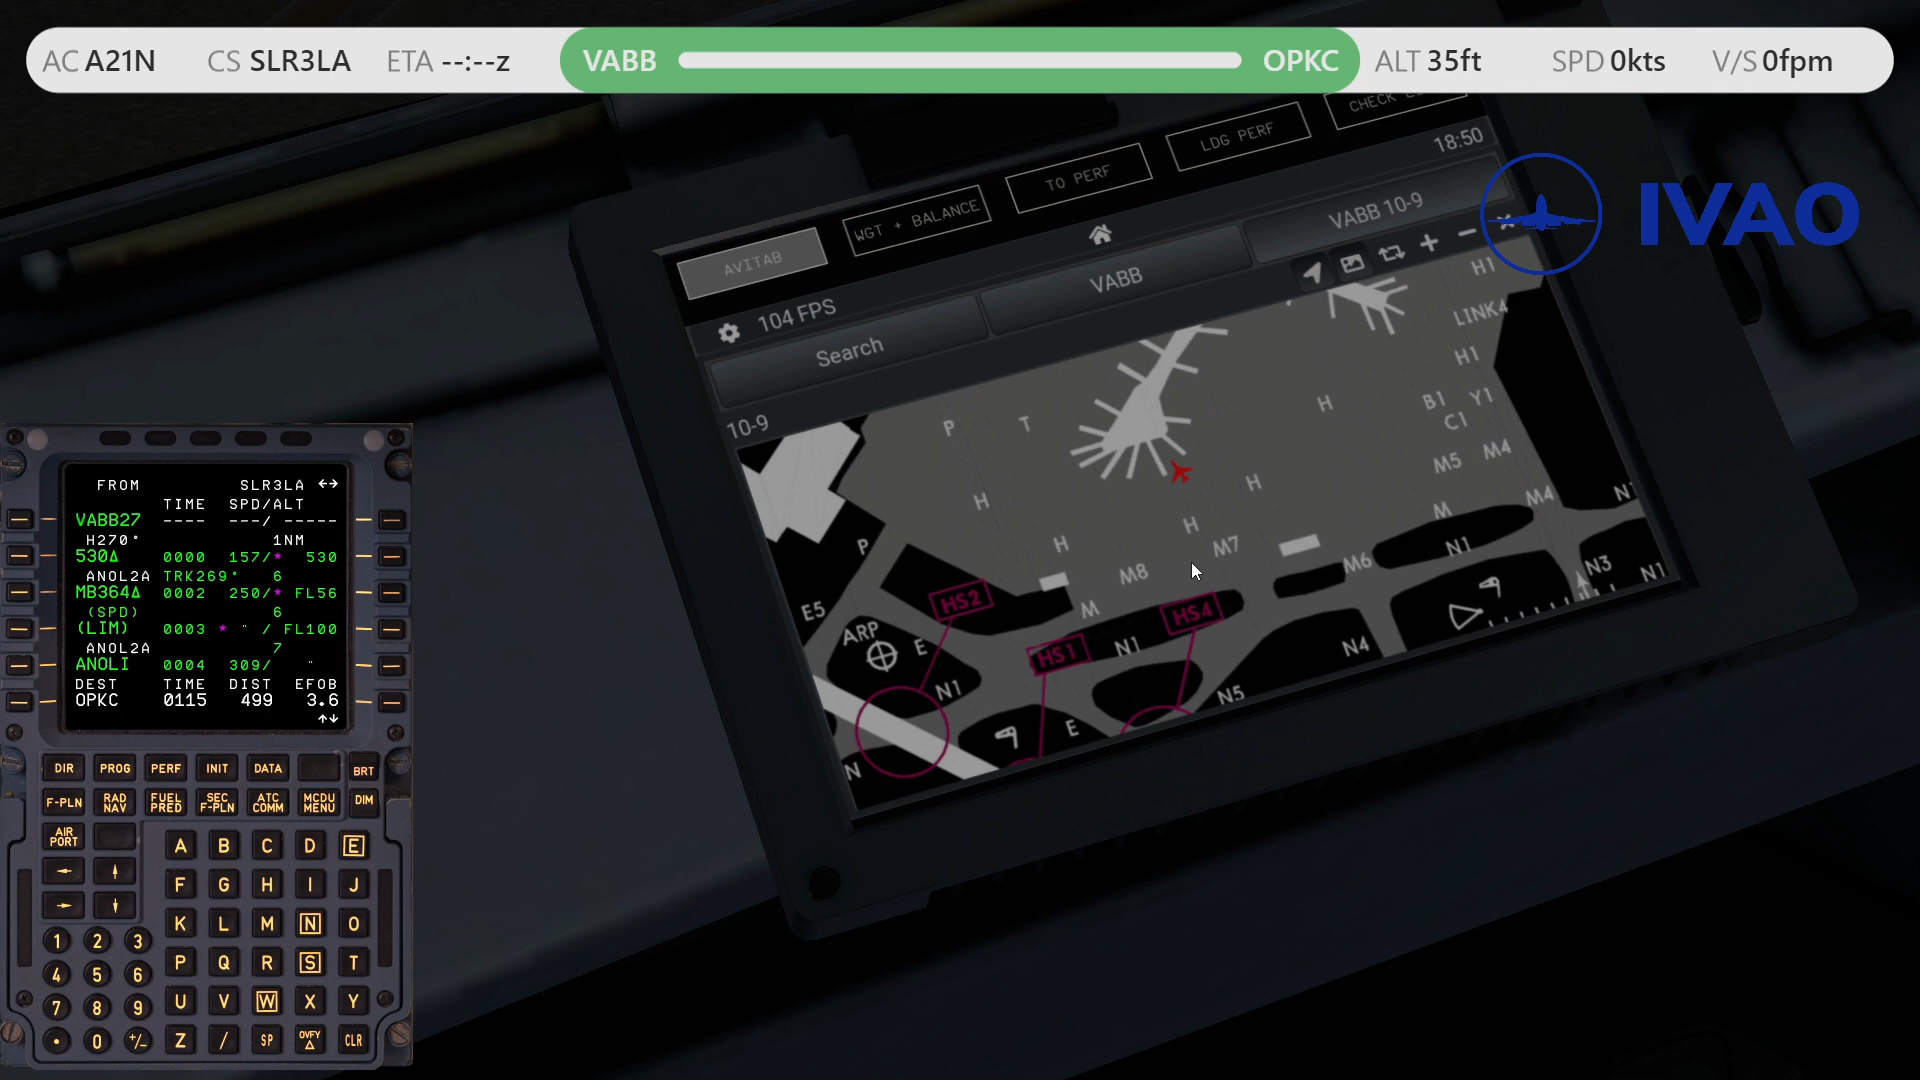 AC A21N CS SLR3LA ETA --:--z VABB OPKC ALT 35ft SPD 0kts V/S 0fpm
IVAO
AVITAB WGT + BALANCE TO PERF LDG PERF CHECK
18:50
104 FPS
Search VABB VABB 10-9
10-9
H1
LINK4
H1
P T H B1 Y1
C1
M5 M4
H H M M4
P H H M7 M6 N1
M8 N3 N1
E5 HS2 M HS4
ARP E HS1 N1 N4
N1 N5
N E
FROM SLR3LA ↔
TIME SPD/ALT
VABB27 ---- ---/ -----
H270° 1NM
530Δ 0000 157/* 530
ANOL2A TRK269° 6
MB364Δ 0002 250/* FL56
(SPD) 6
(LIM) 0003 * " / FL100
ANOL2A 7
ANOLI 0004 309/ "
DEST TIME DIST EFOB
OPKC 0115 499 3.6
↑↓
DIR PROG PERF INIT DATA BRT
F-PLN RAD NAV FUEL PRED SEC F-PLN ATC COMM MCDU MENU DIM
AIR PORT
A B C D E
← ↑ F G H I J
→ ↓ K L M N O
1 2 3 P Q R S T
4 5 6 U V W X Y
7 8 9 Z / SP OVFY Δ CLR
. 0 +/-